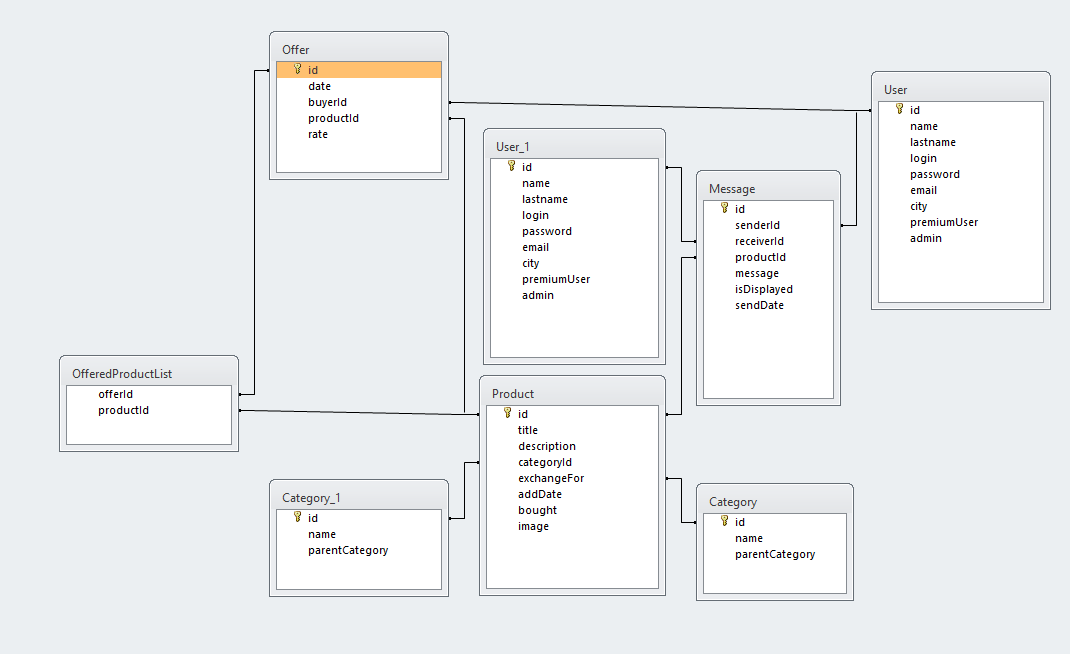 Offer
id
date
buyerId
productId
rate
User
id
name
lastname
login
password
email
city
premiumUser
admin
User_1
id
name
lastname
login
password
email
city
premiumUser
admin
Message
id
senderId
receiverId
productId
message
isDisplayed
sendDate
OfferedProductList
offerId
productId
Product
id
title
description
categoryId
exchangeFor
addDate
bought
image
Category_1
id
name
parentCategory
Category
id
name
parentCategory